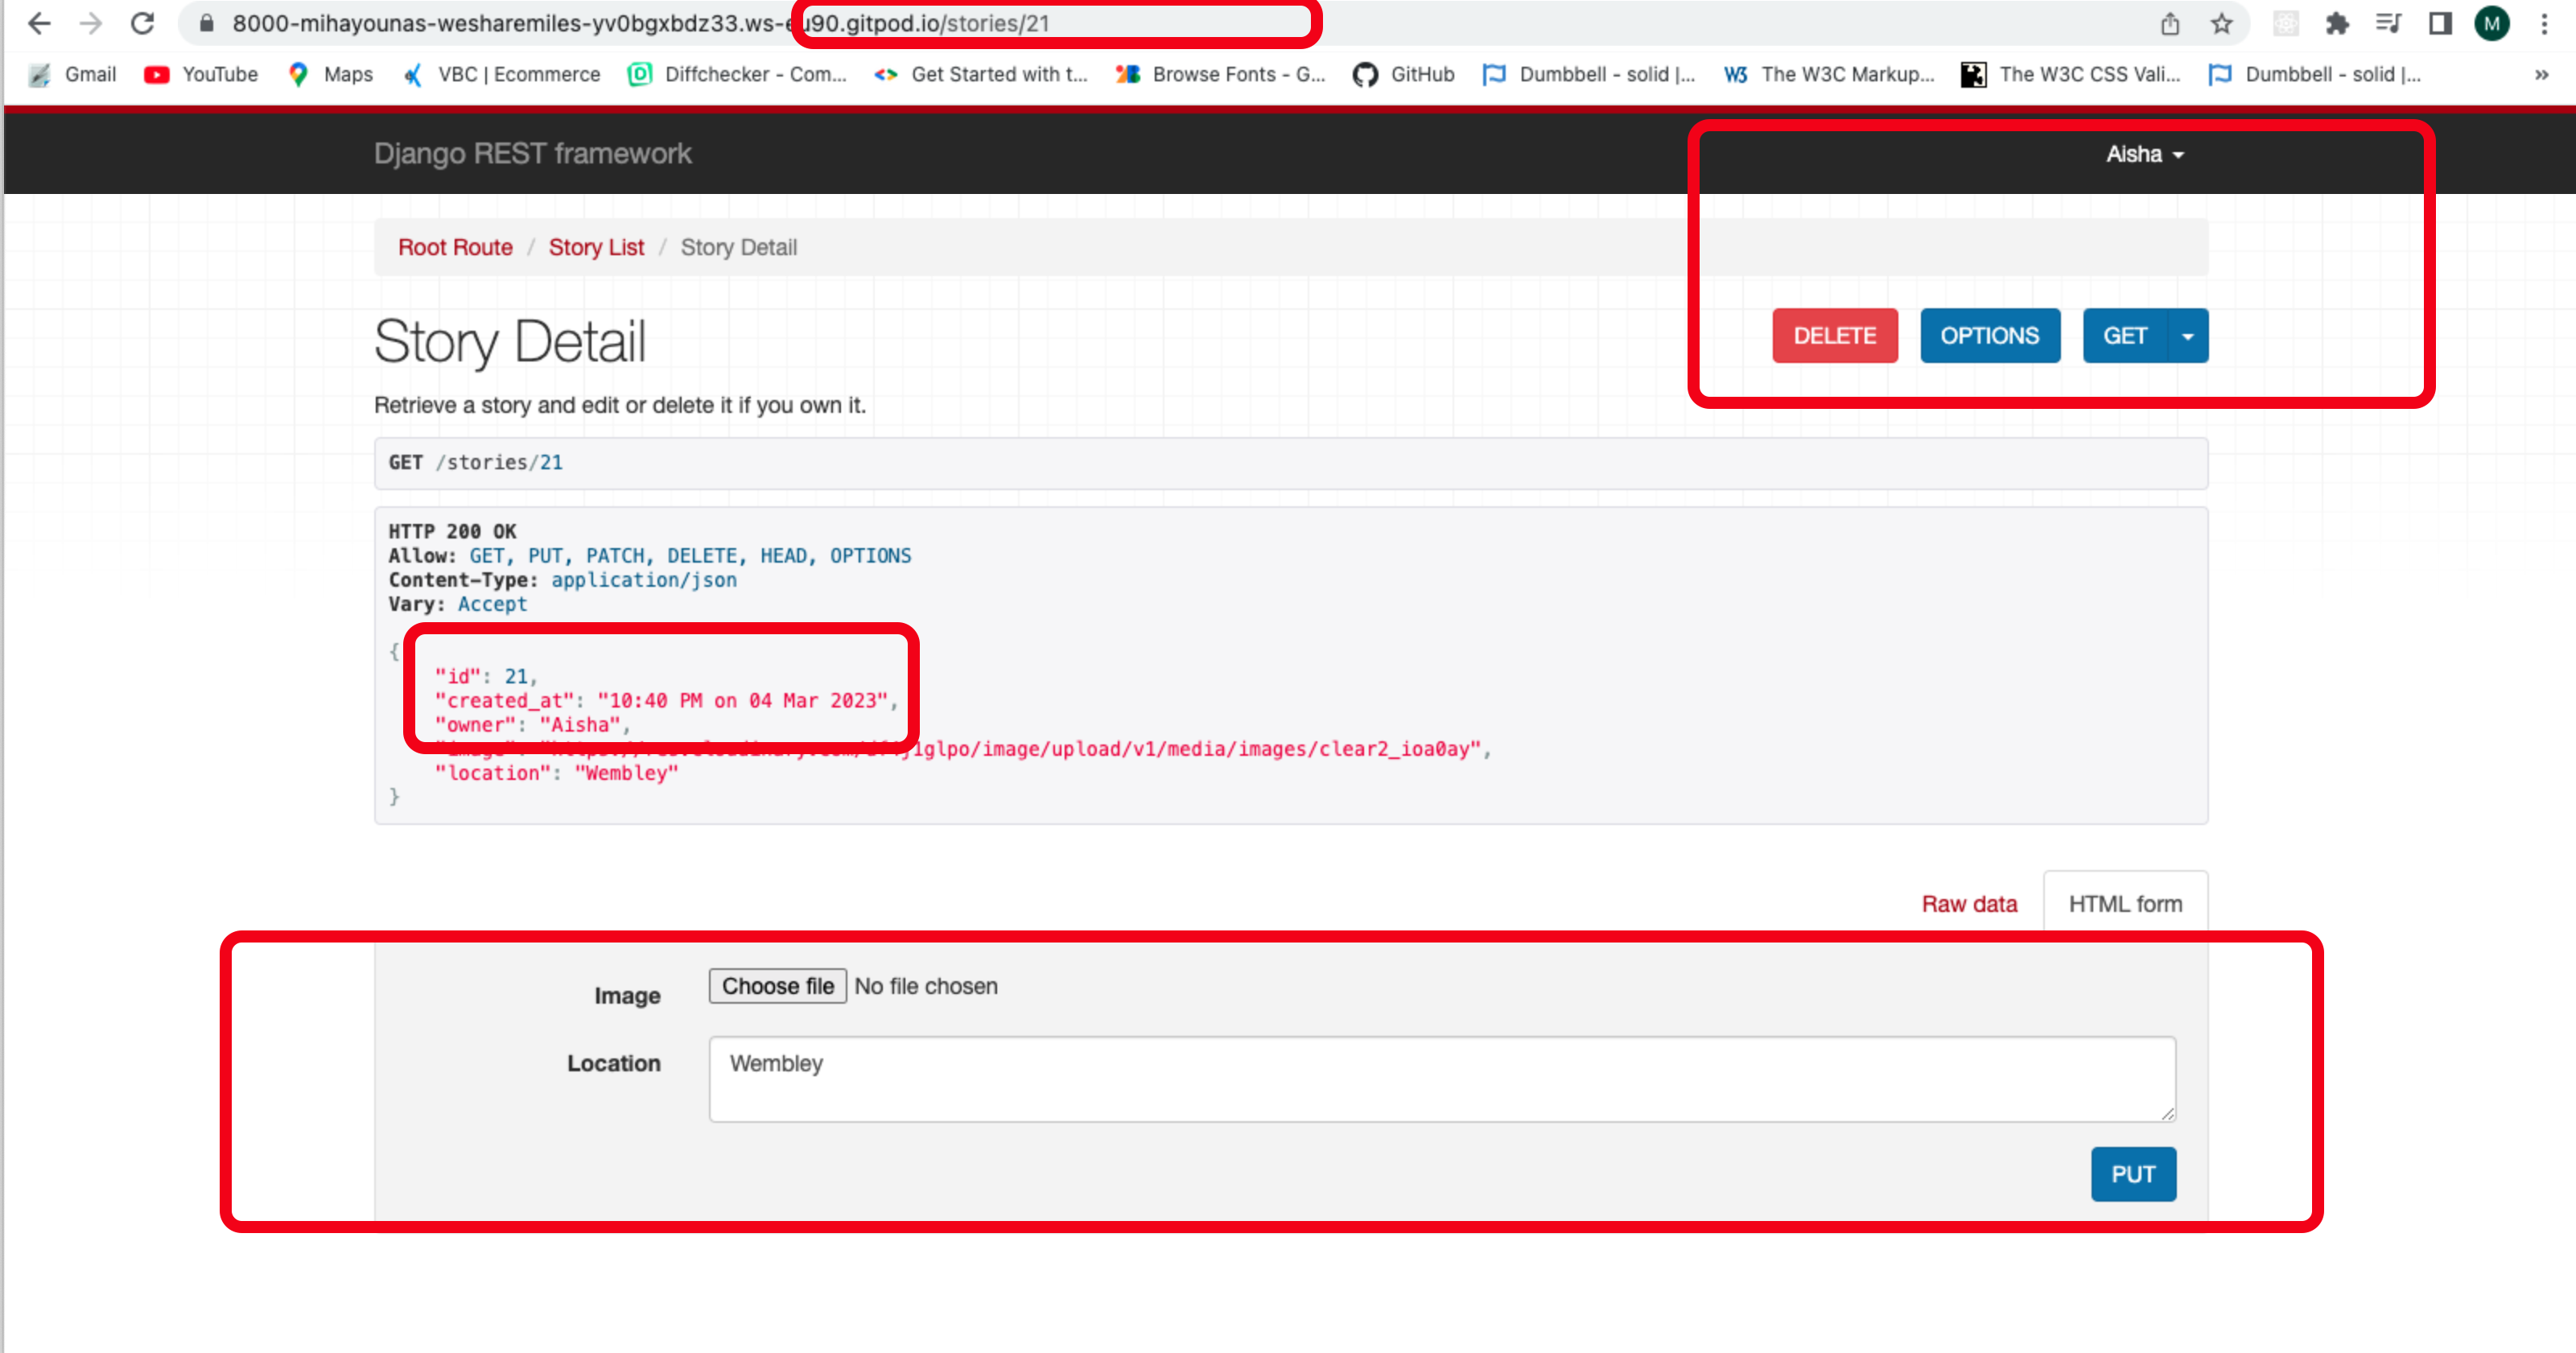 8000-mihayounas-wesharemiles-yv0bgxbdz33.ws-eu90.gitpod.io/stories/21
M
Gmail YouTube Maps VBC | Ecommerce Diffchecker - Com... Get Started with t... Browse Fonts - G... GitHub Dumbbell - solid |... W3 The W3C Markup... The W3C CSS Vali... Dumbbell - solid |... »
Django REST framework Aisha
Root Route / Story List / Story Detail
Story Detail DELETE OPTIONS GET
Retrieve a story and edit or delete it if you own it.
GET /stories/21
HTTP 200 OK
Allow: GET, PUT, PATCH, DELETE, HEAD, OPTIONS
Content-Type: application/json
Vary: Accept
{
"id": 21,
"created_at": "10:40 PM on 04 Mar 2023",
"owner": "Aisha",
glpo/image/upload/v1/media/images/clear2_ioa0ay",
"location": "Wembley"
}
Raw data HTML form
Image Choose file No file chosen
Location Wembley
PUT